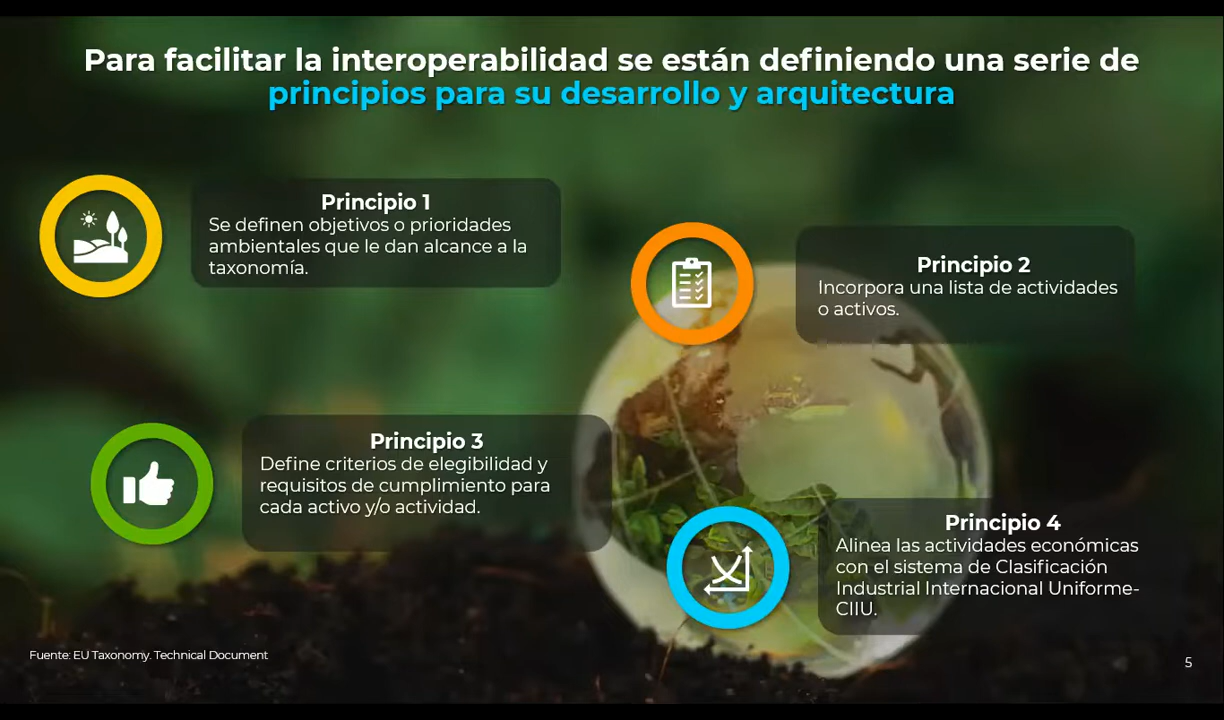 Para facilitar la interoperabilidad se están definiendo una serie de
principios para su desarrollo y arquitectura
Principio 1
Se definen objetivos o prioridades
ambientales que le dan alcance a la
taxonomía.
Principio 2
Incorpora una lista de actividades
o activos.
Principio 3
Define criterios de elegibilidad y
requisitos de cumplimiento para
cada activo y/o actividad.
Principio 4
Alinea las actividades económicas
con el sistema de Clasificación
Industrial Internacional Uniforme-
CIIU.
Fuente: EU Taxonomy. Technical Document
5